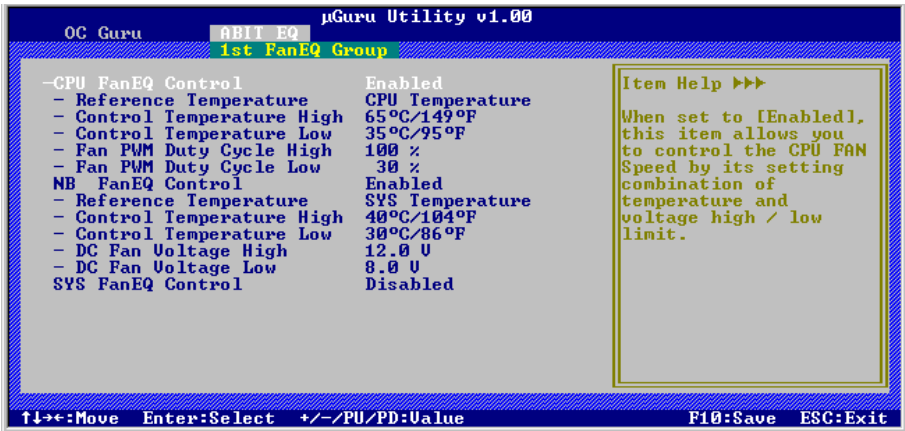 µGuru Utility v1.00
OC Guru ABIT EQ
1st FanEQ Group
—CPU FanEQ Control Enabled
- Reference Temperature CPU Temperature
- Control Temperature High 65ºC/149ºF
- Control Temperature Low 35ºC/95ºF
- Fan PWM Duty Cycle High 100 %
- Fan PWM Duty Cycle Low 30 %
NB FanEQ Control Enabled
- Reference Temperature SYS Temperature
- Control Temperature High 40ºC/104ºF
- Control Temperature Low 30ºC/86ºF
- DC Fan Voltage High 12.0 V
- DC Fan Voltage Low 8.0 V
SYS FanEQ Control Disabled
Item Help ►►►
When set to [Enabled],
this item allows you
to control the CPU FAN
Speed by its setting
combination of
temperature and
voltage high / low
limit.
↑↓→←:Move Enter:Select +/-/PU/PD:Value F10:Save ESC:Exit